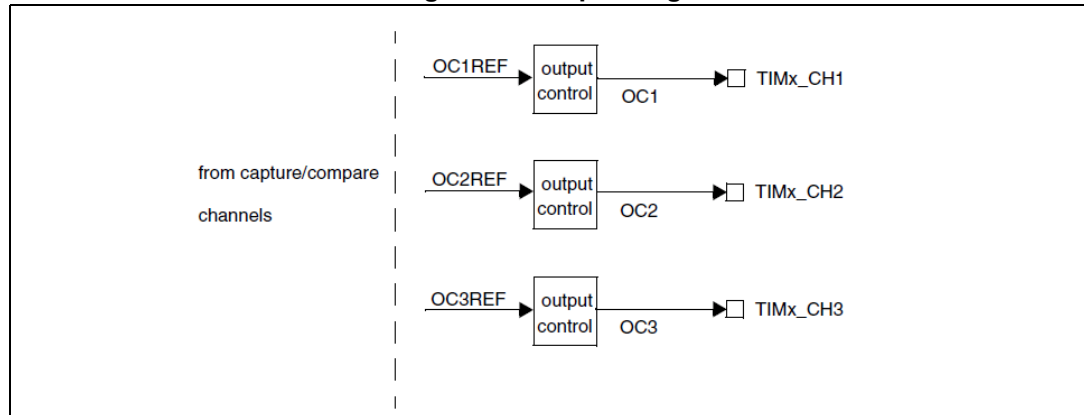 OC1REF
output
control
OC1
TIMx_CH1
from capture/compare
channels
OC2REF
output
control
OC2
TIMx_CH2
OC3REF
output
control
OC3
TIMx_CH3